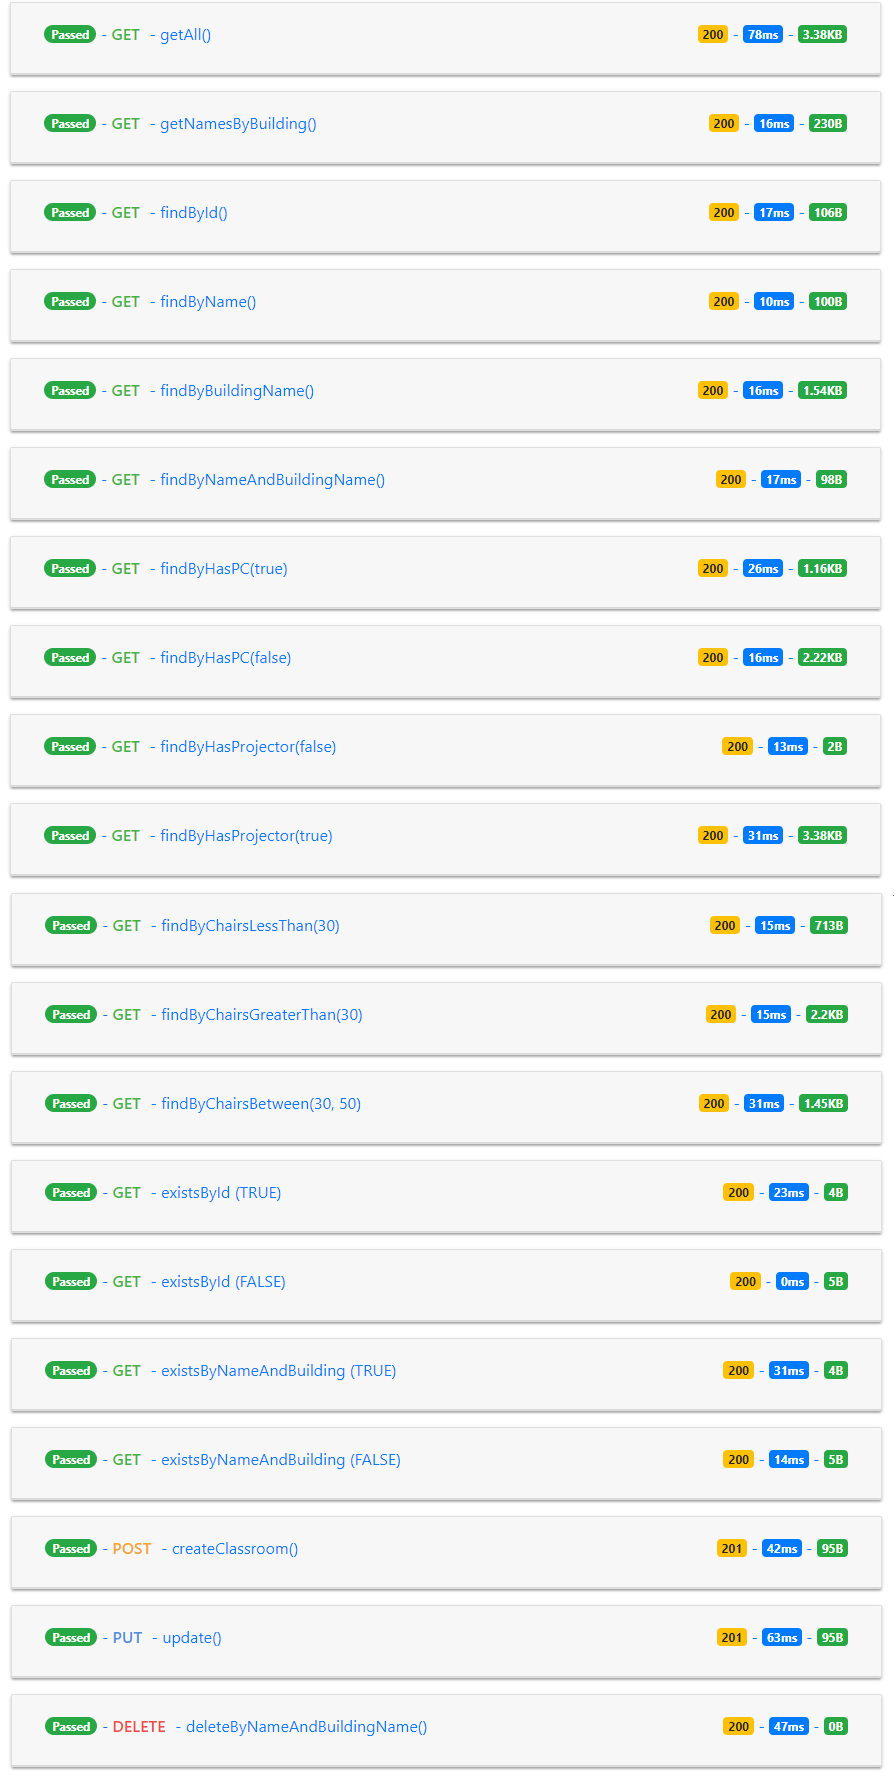 Passed - GET - getAll() 200 - 78ms - 3.38KB
Passed - GET - getNamesByBuilding() 200 - 16ms - 230B
Passed - GET - findById() 200 - 17ms - 106B
Passed - GET - findByName() 200 - 10ms - 100B
Passed - GET - findByBuildingName() 200 - 16ms - 1.54KB
Passed - GET - findByNameAndBuildingName() 200 - 17ms - 98B
Passed - GET - findByHasPC(true) 200 - 26ms - 1.16KB
Passed - GET - findByHasPC(false) 200 - 16ms - 2.22KB
Passed - GET - findByHasProjector(false) 200 - 13ms - 2B
Passed - GET - findByHasProjector(true) 200 - 31ms - 3.38KB
Passed - GET - findByChairsLessThan(30) 200 - 15ms - 713B
Passed - GET - findByChairsGreaterThan(30) 200 - 15ms - 2.2KB
Passed - GET - findByChairsBetween(30, 50) 200 - 31ms - 1.45KB
Passed - GET - existsById (TRUE) 200 - 23ms - 4B
Passed - GET - existsById (FALSE) 200 - 0ms - 5B
Passed - GET - existsByNameAndBuilding (TRUE) 200 - 31ms - 4B
Passed - GET - existsByNameAndBuilding (FALSE) 200 - 14ms - 5B
Passed - POST - createClassroom() 201 - 42ms - 95B
Passed - PUT - update() 201 - 63ms - 95B
Passed - DELETE - deleteByNameAndBuildingName() 200 - 47ms - 0B